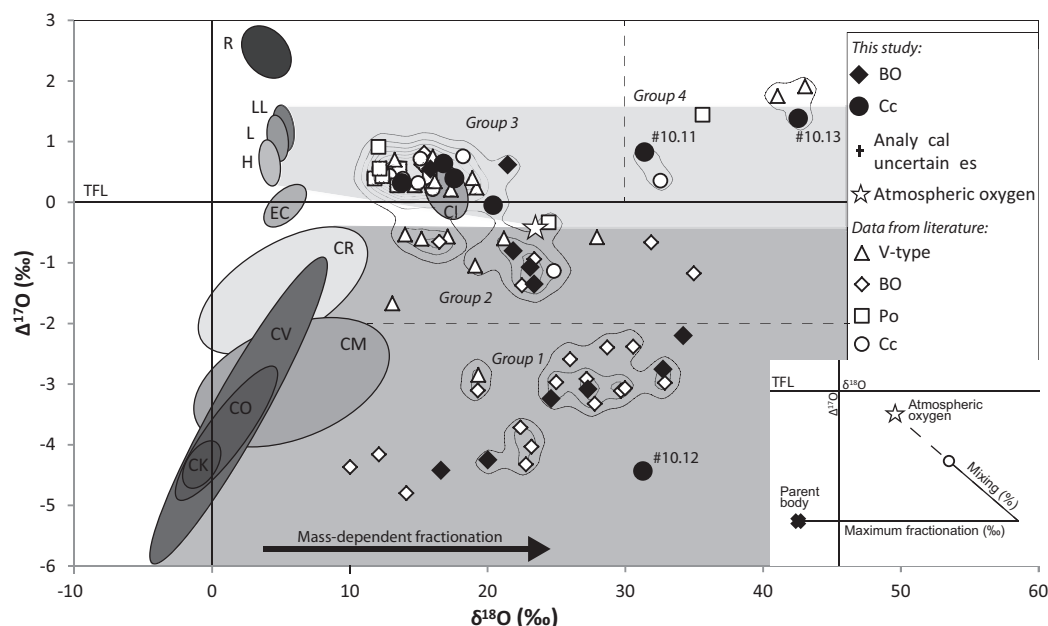 3
2
1
0
-1
-2
-3
-4
-5
-6
-10
0
10
20
30
40
50
60
Δ¹⁷O (‰)
δ¹⁸O (‰)
R
LL
L
H
TFL
EC
CR
CV
CM
CO
CK
CI
Group 3
Group 4
#10.11
#10.13
Group 2
Group 1
#10.12
Mass-dependent fractionation
This study:
BO
Cc
Analy cal
uncertain es
Atmospheric oxygen
Data from literature:
V-type
BO
Po
Cc
TFL
δ¹⁸O
Δ¹⁷O
Atmospheric
oxygen
Mixing (%)
Parent
body
Maximum fractionation (‰)